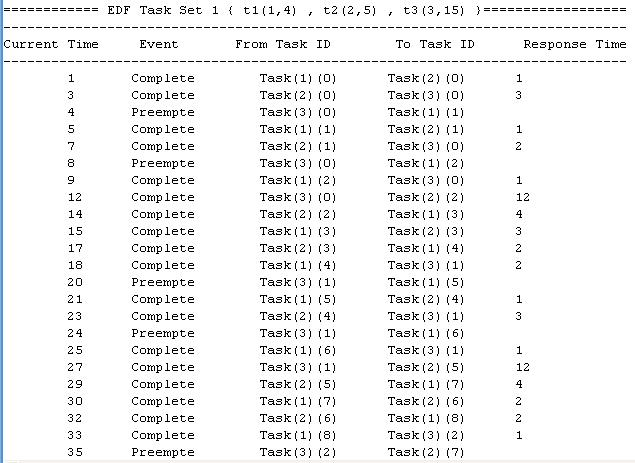 ============ EDF Task Set 1 { t1(1,4) , t2(2,5) , t3(3,15) }==================
Current Time Event From Task ID To Task ID Response Time
1 Complete Task(1)(0) Task(2)(0) 1
3 Complete Task(2)(0) Task(3)(0) 3
4 Preempte Task(3)(0) Task(1)(1)
5 Complete Task(1)(1) Task(2)(1) 1
7 Complete Task(2)(1) Task(3)(0) 2
8 Preempte Task(3)(0) Task(1)(2)
9 Complete Task(1)(2) Task(3)(0) 1
12 Complete Task(3)(0) Task(2)(2) 12
14 Complete Task(2)(2) Task(1)(3) 4
15 Complete Task(1)(3) Task(2)(3) 3
17 Complete Task(2)(3) Task(1)(4) 2
18 Complete Task(1)(4) Task(3)(1) 2
20 Preempte Task(3)(1) Task(1)(5)
21 Complete Task(1)(5) Task(2)(4) 1
23 Complete Task(2)(4) Task(3)(1) 3
24 Preempte Task(3)(1) Task(1)(6)
25 Complete Task(1)(6) Task(3)(1) 1
27 Complete Task(3)(1) Task(2)(5) 12
29 Complete Task(2)(5) Task(1)(7) 4
30 Complete Task(1)(7) Task(2)(6) 2
32 Complete Task(2)(6) Task(1)(8) 2
33 Complete Task(1)(8) Task(3)(2) 1
35 Preempte Task(3)(2) Task(2)(7)